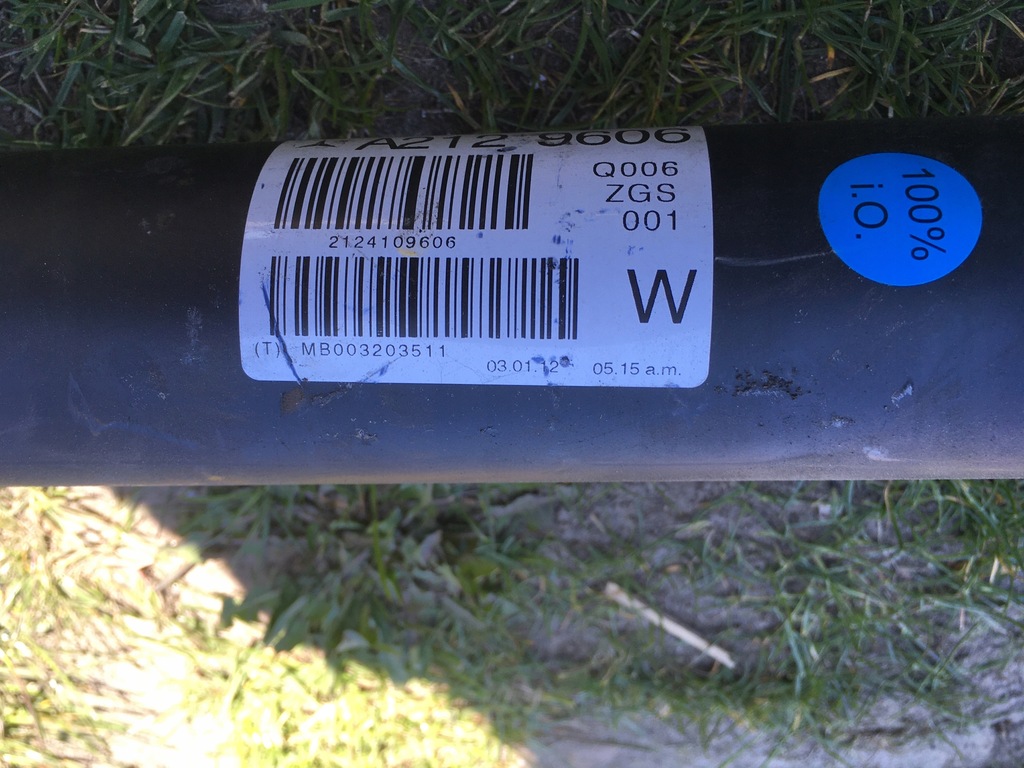 A212 9606
Q006
ZGS
001
2124109606
W
(T) MB003203511
03.01.12 05.15 a.m.
100%
i.O.